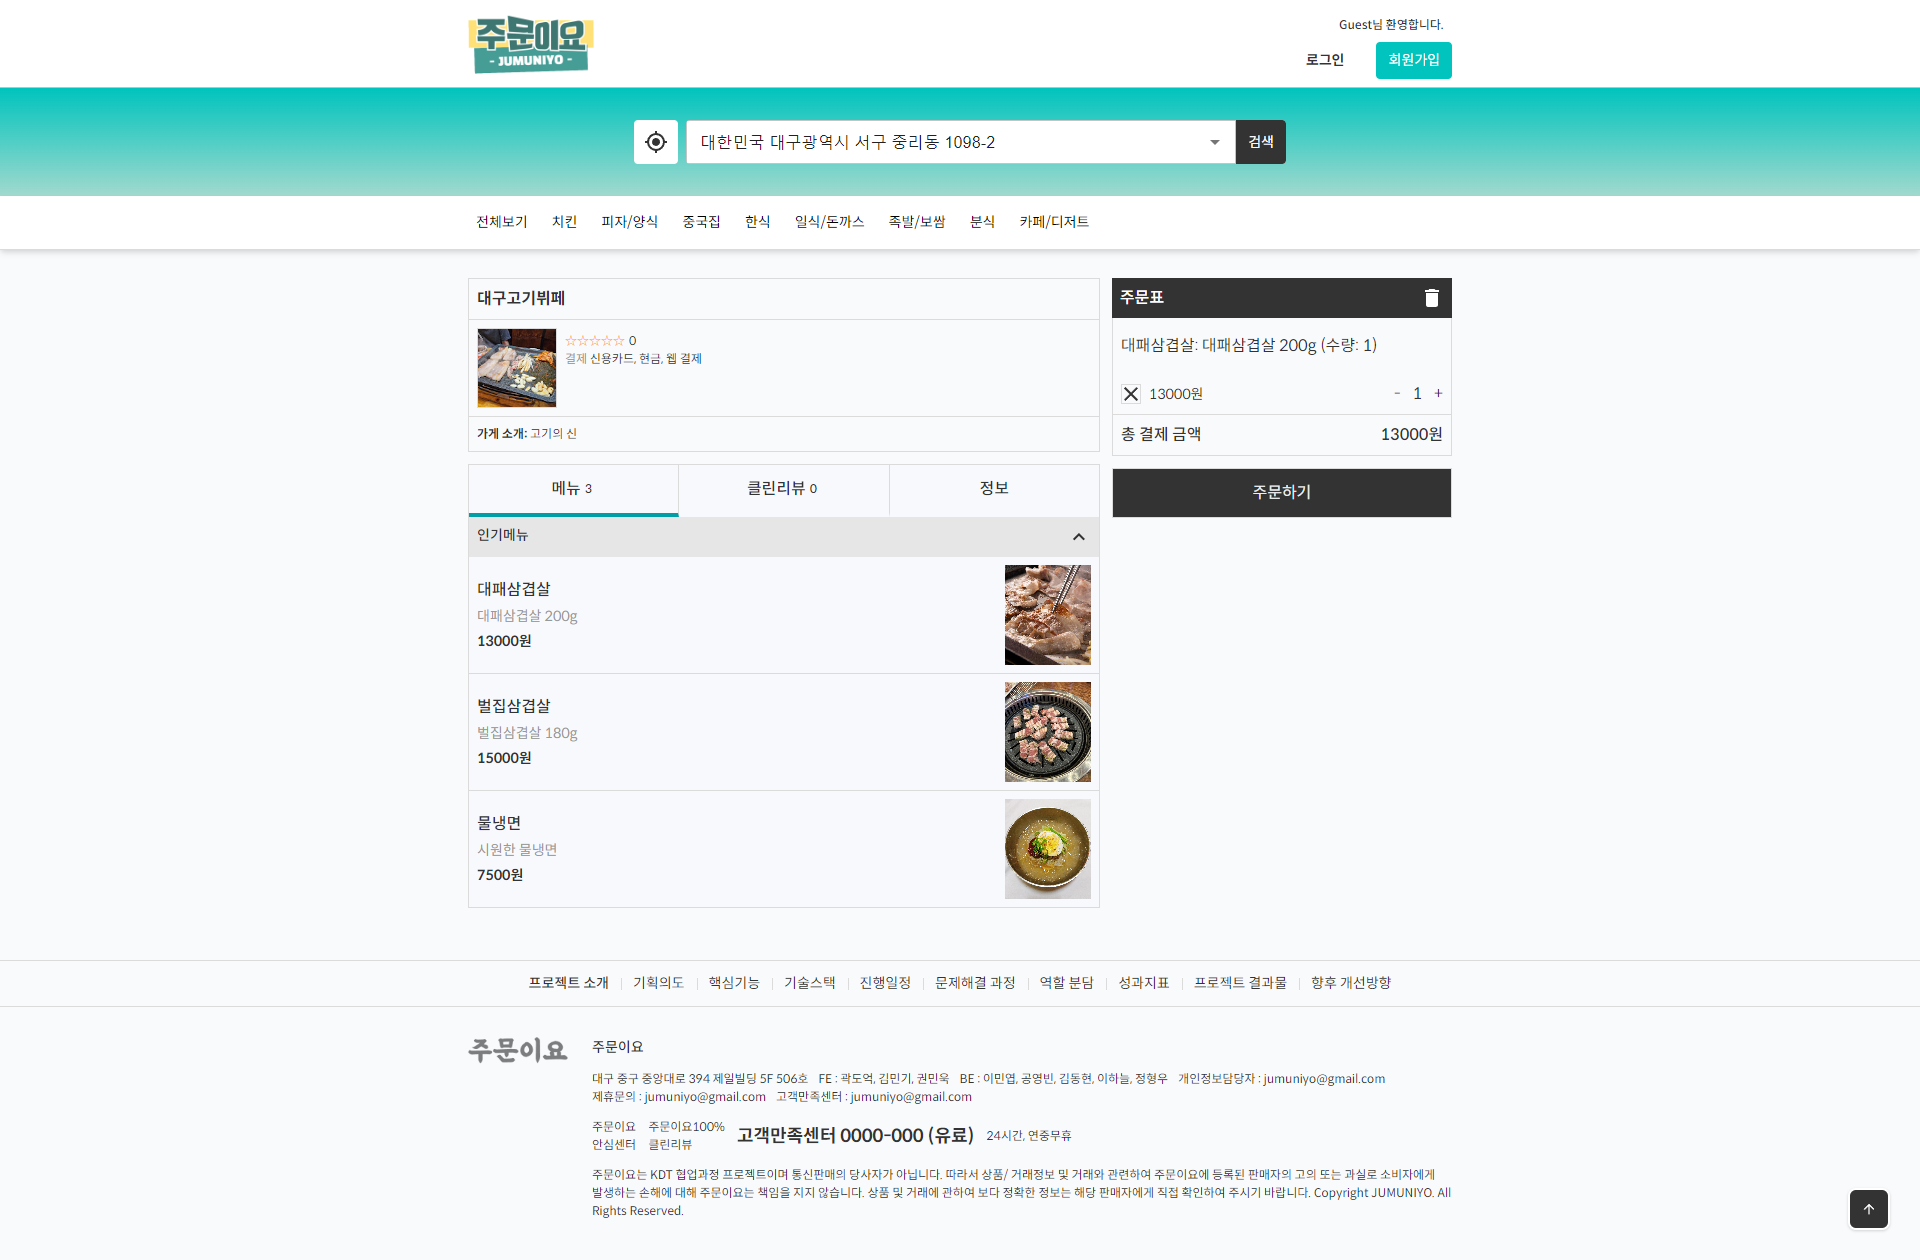 주문이요
- JUMUNIYO -
Guest님 환영합니다.
로그인
회원가입
대한민국 대구광역시 서구 중리동 1098-2
검색
전체보기 치킨 피자/양식 중국집 한식 일식/돈까스 족발/보쌈 분식 카페/디저트
대구고기뷔페
☆☆☆☆☆ 0
결제 신용카드, 현금, 웹 결제
가게 소개: 고기의 신
메뉴 3
클린리뷰 0
정보
인기메뉴
대패삼겹살
대패삼겹살 200g
13000원
벌집삼겹살
벌집삼겹살 180g
15000원
물냉면
시원한 물냉면
7500원
주문표
대패삼겹살: 대패삼겹살 200g (수량: 1)
13000원
- 1 +
총 결제 금액 13000원
주문하기
프로젝트 소개 기획의도 핵심기능 기술스택 진행일정 문제해결 과정 역할 분담 성과지표 프로젝트 결과물 향후 개선방향
주문이요
주문이요
대구 중구 중앙대로 394 제일빌딩 5F 506호 FE : 곽도억, 김민기, 권민욱 BE : 이민엽, 공영빈, 김동현, 이하늘, 정형우 개인정보담당자 : jumuniyo@gmail.com
제휴문의 : jumuniyo@gmail.com 고객만족센터 : jumuniyo@gmail.com
주문이요
안심센터
주문이요100%
클린리뷰
고객만족센터 0000-000 (유료) 24시간, 연중무휴
주문이요는 KDT 협업과정 프로젝트이며 통신판매의 당사자가 아닙니다. 따라서 상품/ 거래정보 및 거래와 관련하여 주문이요에 등록된 판매자의 고의 또는 과실로 소비자에게
발생하는 손해에 대해 주문이요는 책임을 지지 않습니다. 상품 및 거래에 관하여 보다 정확한 정보는 해당 판매자에게 직접 확인하여 주시기 바랍니다. Copyright JUMUNIYO. All
Rights Reserved.